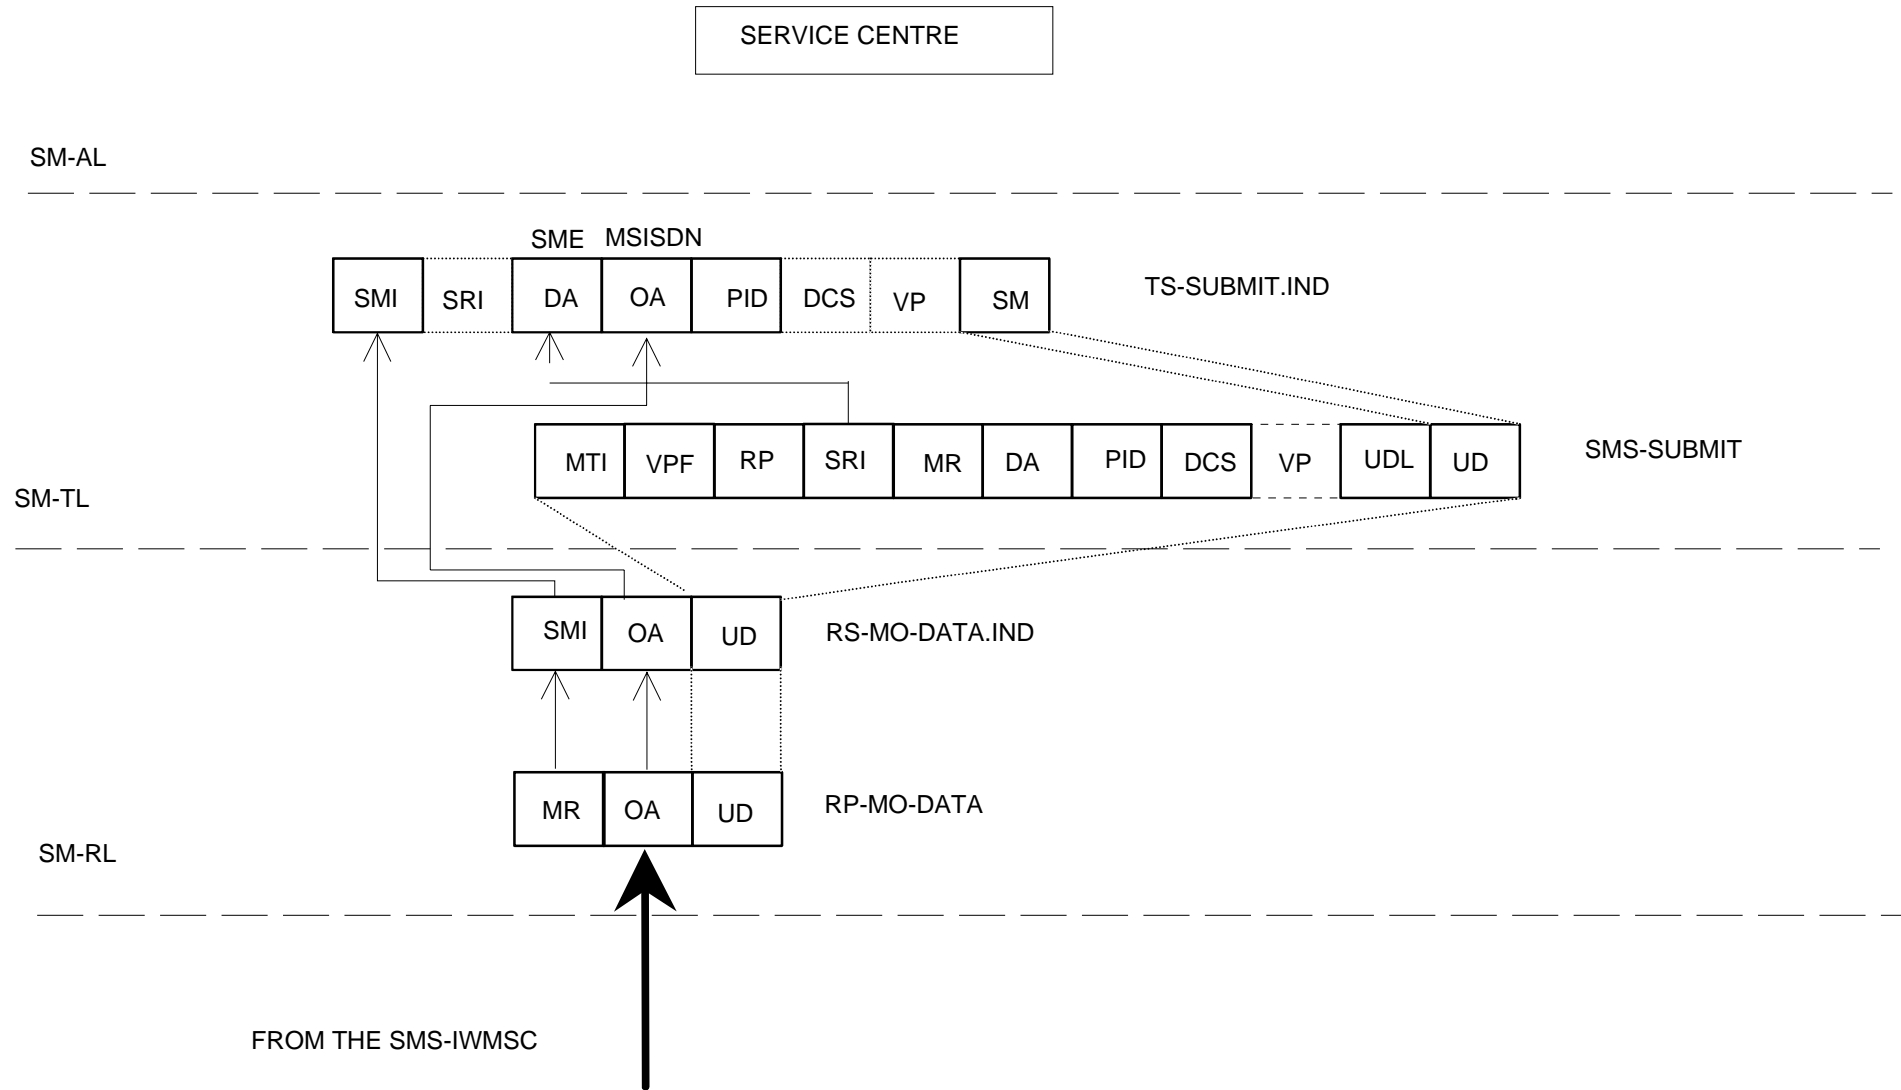 SERVICE CENTRE
SM-AL
SME MSISDN
SMI SRI DA OA PID DCS VP SM TS-SUBMIT.IND
MTI VPF RP SRI MR DA PID DCS VP UDL UD SMS-SUBMIT
SM-TL
SMI OA UD RS-MO-DATA.IND
MR OA UD RP-MO-DATA
SM-RL
FROM THE SMS-IWMSC